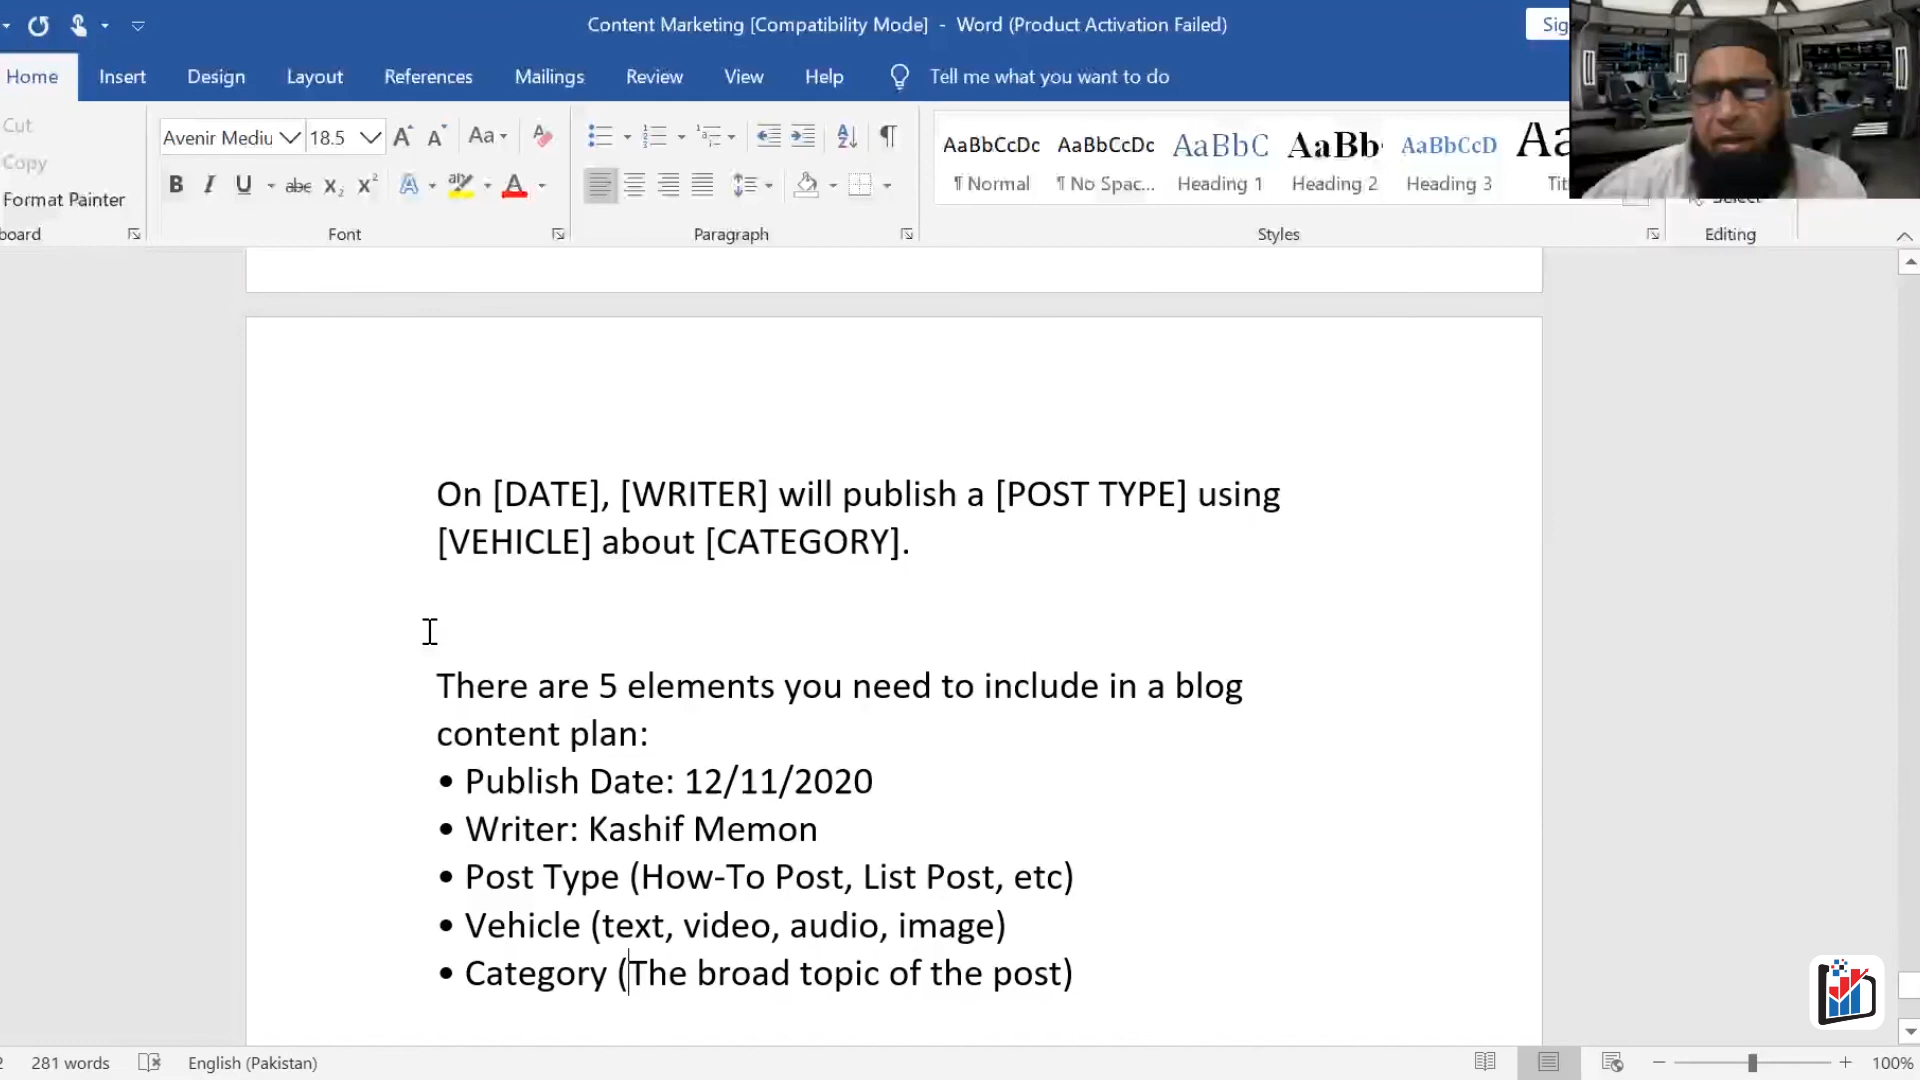 Content Marketing [Compatibility Mode] - Word (Product Activation Failed)
Home Insert Design Layout References Mailings Review View Help Tell me what you want to do
Cut
Copy
Format Painter
board
Avenir Mediu 18.5
Font
Paragraph
AaBbCcDc AaBbCcDc AaBbC AaBb AaBbCcD Aa
¶ Normal ¶ No Spac... Heading 1 Heading 2 Heading 3
Styles
Select
Editing
On [DATE], [WRITER] will publish a [POST TYPE] using
[VEHICLE] about [CATEGORY].
There are 5 elements you need to include in a blog
content plan:
• Publish Date: 12/11/2020
• Writer: Kashif Memon
• Post Type (How-To Post, List Post, etc)
• Vehicle (text, video, audio, image)
• Category (The broad topic of the post)
281 words English (Pakistan) 100%